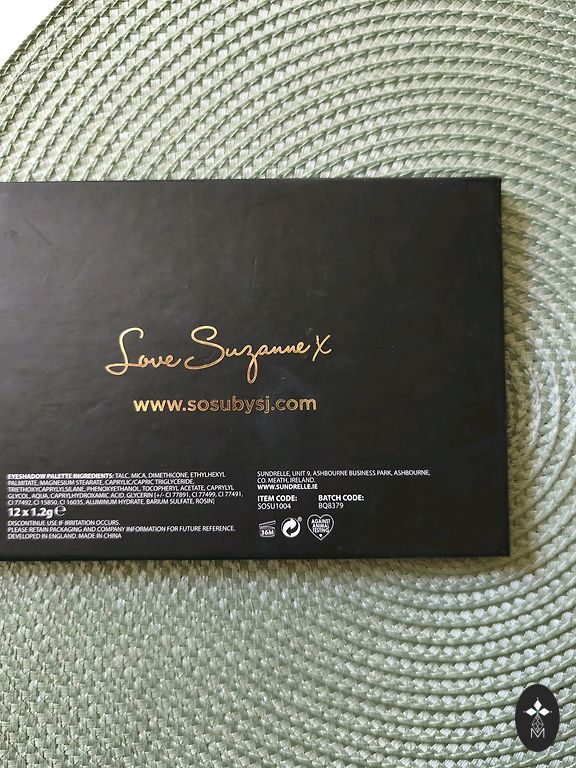 Love Suzanne x
www.sosubysj.com
EYESHADOW PALETTE INGREDIENTS: TALC, MICA, DIMETHICONE, ETHYLHEXYL
PALMITATE, MAGNESIUM STEARATE, CAPRYLIC/CAPRIC TRIGLYCERIDE,
TRIETHOXYCAPRYLYLSILANE, PHENOXYETHANOL, TOCOPHERYL ACETATE, CAPRYLYL
GLYCOL, AQUA, CAPRYLHYDROXAMIC ACID, GLYCERIN [+/- CI 77891, CI 77499, CI 77491,
CI 77492, CI 15850, CI 16035, ALUMINUM HYDRATE, BARIUM SULFATE, ROSIN]
12 x 1.2g ℮
DISCONTINUE USE IF IRRITATION OCCURS.
PLEASE RETAIN PACKAGING AND COMPANY INFORMATION FOR FUTURE REFERENCE.
DEVELOPED IN ENGLAND. MADE IN CHINA
SUNDRELLE, UNIT 9, ASHBOURNE BUSINESS PARK, ASHBOURNE,
CO. MEATH, IRELAND.
WWW.SUNDRELLE.IE
ITEM CODE: BATCH CODE:
SOSU1004 BQ8379
36M
AGAINST
ANIMAL
TESTING
M